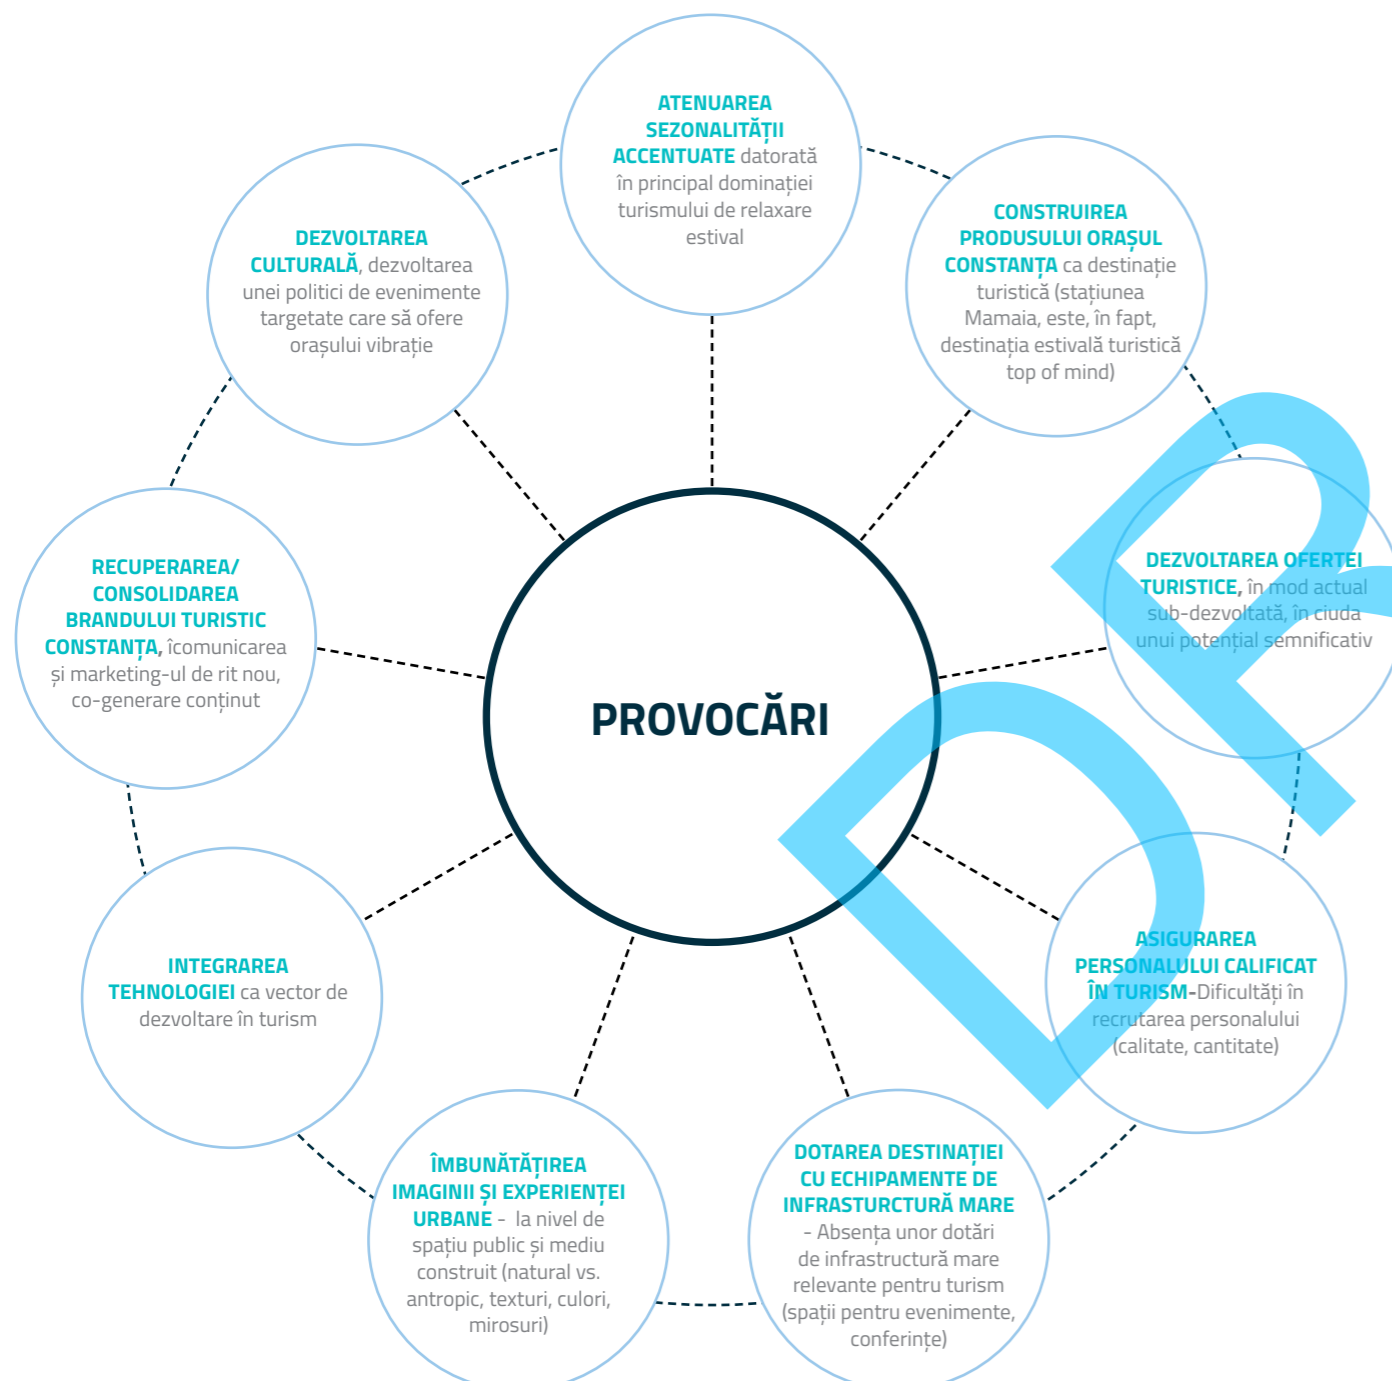 ATENUAREA
SEZONALITĂȚII
ACCENTUATE datorată
în principal dominației
turismului de relaxare
estival
CONSTRUIREA
PRODUSULUI ORAȘUL
CONSTANȚA ca destinație
turistică (stațiunea
Mamaia, este, în fapt,
destinația estivală turistică
top of mind)
DEZVOLTAREA OFERTEI
TURISTICE, în mod actual
sub-dezvoltată, în ciuda
unui potențial semnificativ
ASIGURAREA
PERSONALULUI CALIFICAT
ÎN TURISM-Dificultăți în
recrutarea personalului
(calitate, cantitate)
DOTAREA DESTINAȚIEI
CU ECHIPAMENTE DE
INFRASTURCTURĂ MARE
- Absența unor dotări
de infrastructură mare
relevante pentru turism
(spații pentru evenimente,
conferințe)
ÎMBUNĂTĂȚIREA
IMAGINII ȘI EXPERIENȚEI
URBANE - la nivel de
spațiu public și mediu
construit (natural vs.
antropic, texturi, culori,
mirosuri)
INTEGRAREA
TEHNOLOGIEI ca vector de
dezvoltare în turism
RECUPERAREA/
CONSOLIDAREA
BRANDULUI TURISTIC
CONSTANȚA, îcomunicarea
și marketing-ul de rit nou,
co-generare conținut
DEZVOLTAREA
CULTURALĂ, dezvoltarea
unei politici de evenimente
targetate care să ofere
orașului vibrație
PROVOCĂRI
DR